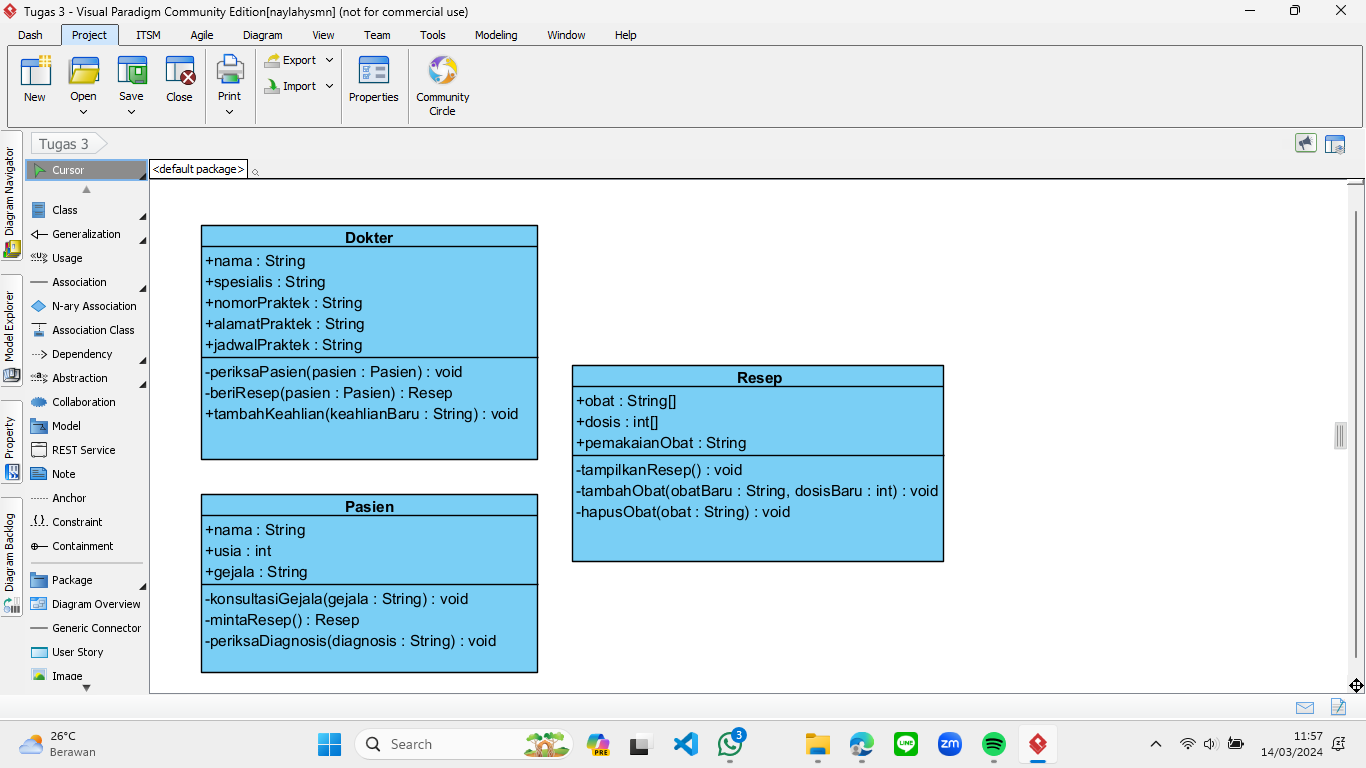 Tugas 3 - Visual Paradigm Community Edition[naylahysmn] (not for commercial use)
Dash Project ITSM Agile Diagram View Team Tools Modeling Window Help
New Open Save Close Print Export Import Properties Community Circle
Tugas 3
Diagram Navigator
Model Explorer
Property
Diagram Backlog
Cursor
Class
Generalization
<<U>> Usage
Association
N-ary Association
Association Class
Dependency
<<a>> Abstraction
Collaboration
Model
REST Service
Note
Anchor
{} Constraint
Containment
Package
Diagram Overview
Generic Connector
User Story
Image
<default package>
Dokter
+nama : String
+spesialis : String
+nomorPraktek : String
+alamatPraktek : String
+jadwalPraktek : String
-periksaPasien(pasien : Pasien) : void
-beriResep(pasien : Pasien) : Resep
+tambahKeahlian(keahlianBaru : String) : void
Pasien
+nama : String
+usia : int
+gejala : String
-konsultasiGejala(gejala : String) : void
-mintaResep() : Resep
-periksaDiagnosis(diagnosis : String) : void
Resep
+obat : String[]
+dosis : int[]
+pemakaianObat : String
-tampilkanResep() : void
-tambahObat(obatBaru : String, dosisBaru : int) : void
-hapusObat(obat : String) : void
26°C
Berawan
Search
PRE
3
LINE
zm
11:57
14/03/2024